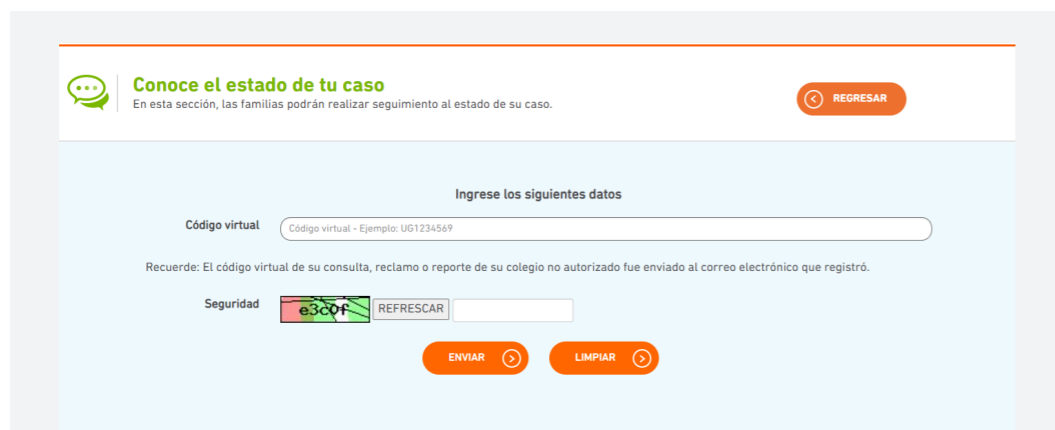 Conoce el estado de tu caso
En esta sección, las familias podrán realizar seguimiento al estado de su caso.
REGRESAR
Ingrese los siguientes datos
Código virtual
Código virtual - Ejemplo: UG1234569
Recuerde: El código virtual de su consulta, reclamo o reporte de su colegio no autorizado fue enviado al correo electrónico que registró.
Seguridad
e3c0f
REFRESCAR
ENVIAR
LIMPIAR